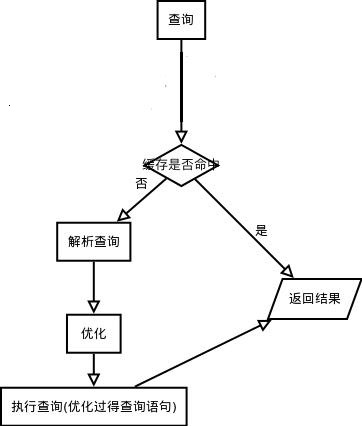 查询
缓存是否命中
否
是
解析查询
返回结果
优化
执行查询(优化过得查询语句)